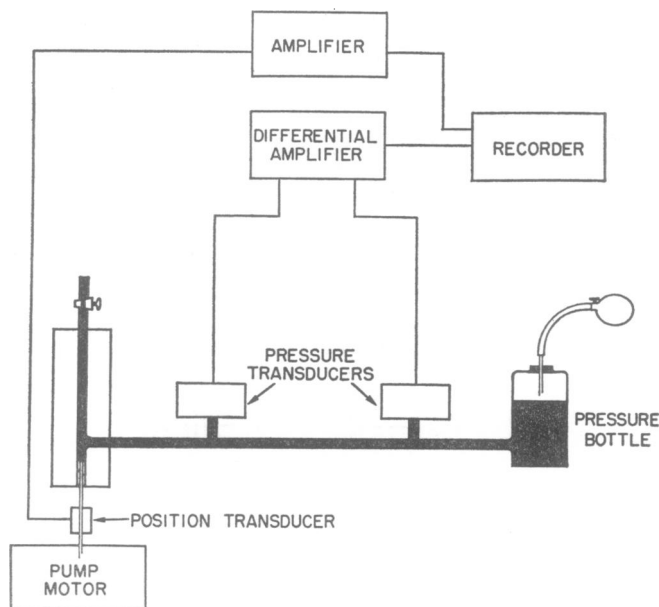 AMPLIFIER
DIFFERENTIAL
AMPLIFIER
RECORDER
PRESSURE
TRANSDUCERS
PRESSURE
BOTTLE
POSITION TRANSDUCER
PUMP
MOTOR